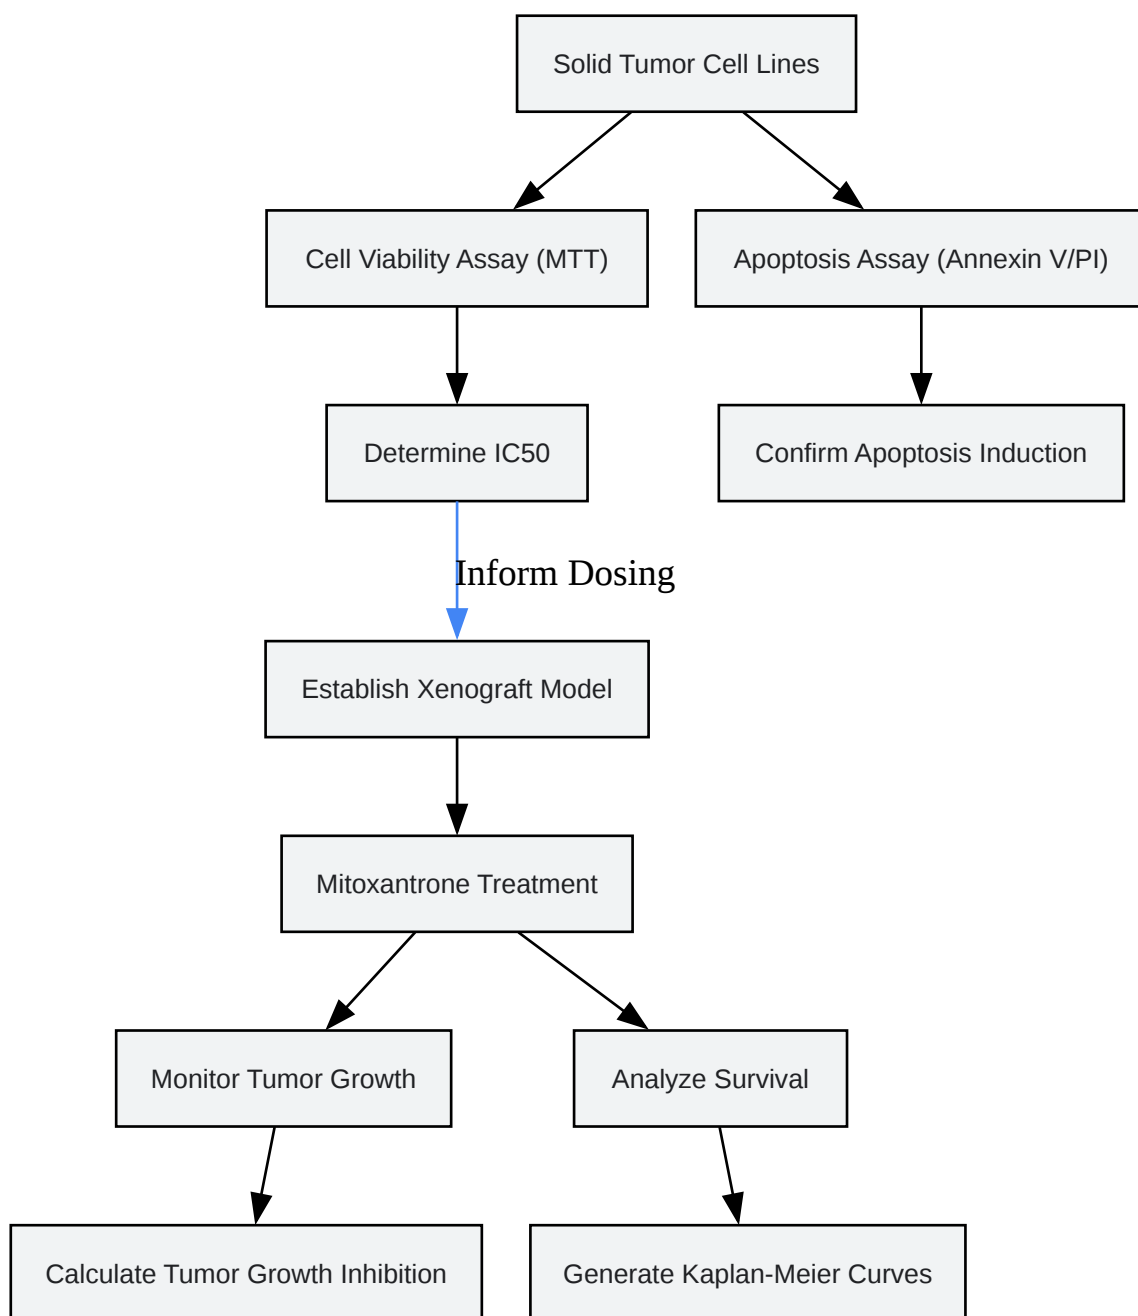 Solid Tumor Cell Lines
Cell Viability Assay (MTT)
Apoptosis Assay (Annexin V/PI)
Determine IC50
Confirm Apoptosis Induction
Inform Dosing
Establish Xenograft Model
Mitoxantrone Treatment
Monitor Tumor Growth
Analyze Survival
Calculate Tumor Growth Inhibition
Generate Kaplan-Meier Curves